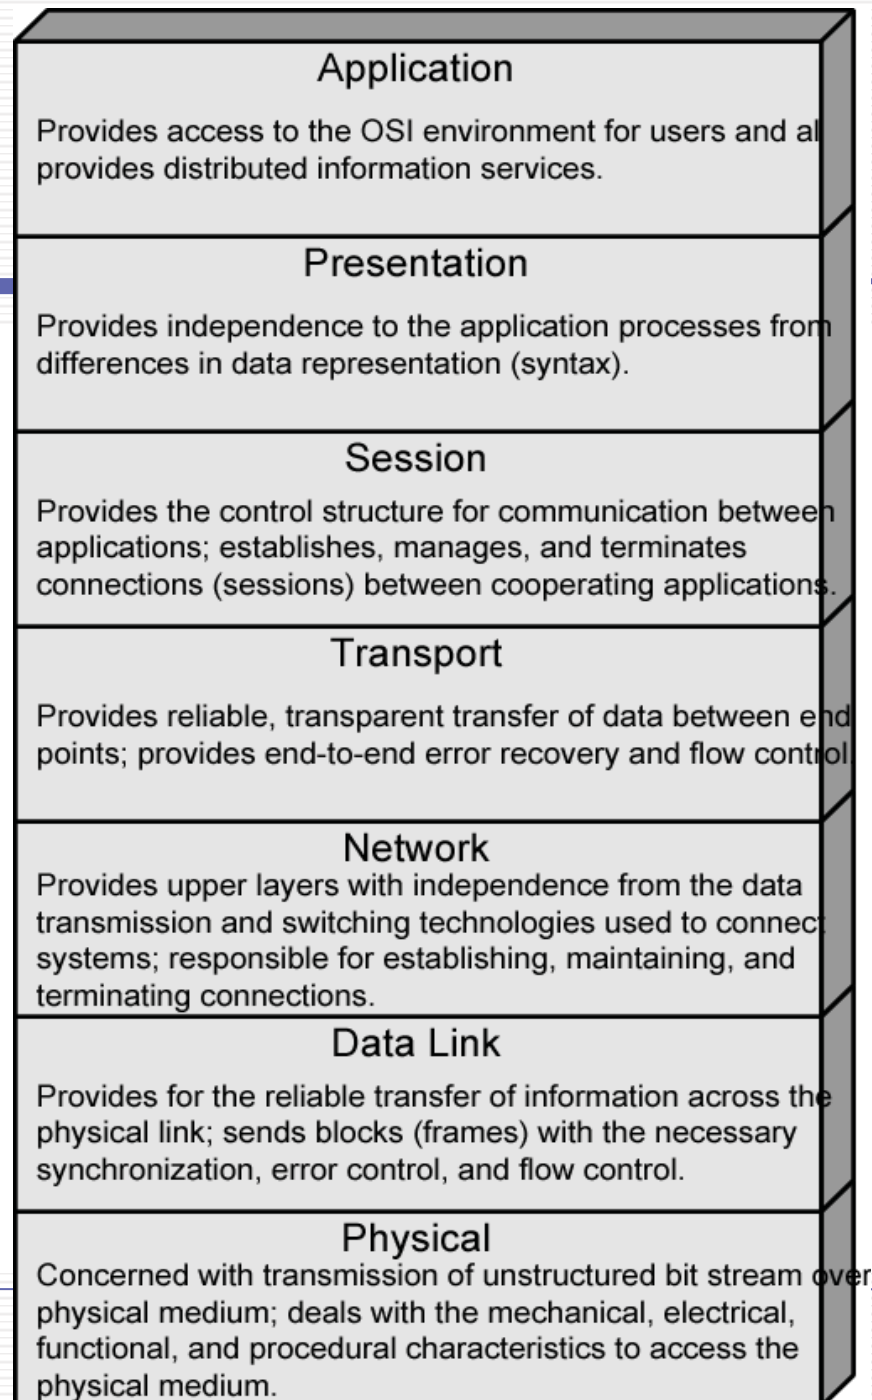 Application
Provides access to the OSI environment for users and al
provides distributed information services.
Presentation
Provides independence to the application processes from
differences in data representation (syntax).
Session
Provides the control structure for communication between
applications; establishes, manages, and terminates
connections (sessions) between cooperating applications.
Transport
Provides reliable, transparent transfer of data between end
points; provides end-to-end error recovery and flow control.
Network
Provides upper layers with independence from the data
transmission and switching technologies used to connect
systems; responsible for establishing, maintaining, and
terminating connections.
Data Link
Provides for the reliable transfer of information across the
physical link; sends blocks (frames) with the necessary
synchronization, error control, and flow control.
Physical
Concerned with transmission of unstructured bit stream over
physical medium; deals with the mechanical, electrical,
functional, and procedural characteristics to access the
physical medium.